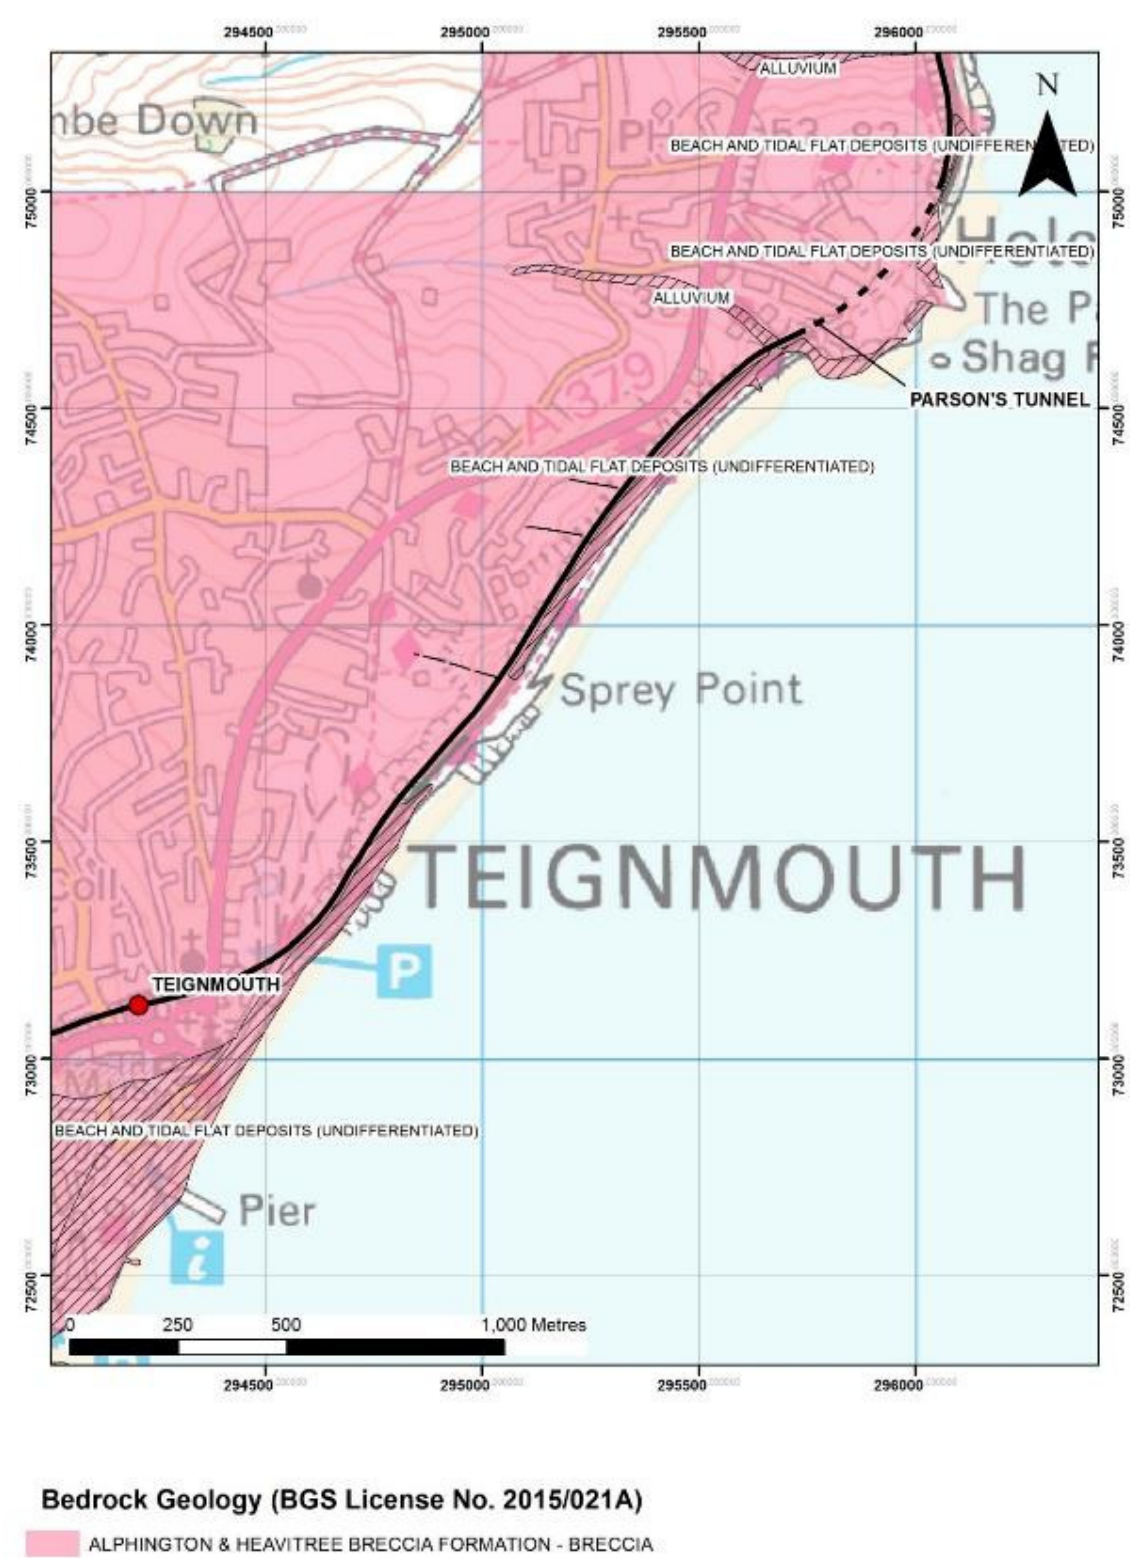 294500 295000 295500 296000
ALLUVIUM
N
mbe Down
PH
BEACH AND TIDAL FLAT DEPOSITS (UNDIFFERENTIATED)
75000 75000
P
Hole
BEACH AND TIDAL FLAT DEPOSITS (UNDIFFERENTIATED)
ALLUVIUM
The Pa
Shag R
A 379
PARSON'S TUNNEL
74500 74500
BEACH AND TIDAL FLAT DEPOSITS (UNDIFFERENTIATED)
74000 74000
Sprey Point
73500 73500
TEIGNMOUTH
Coll
P
TEIGNMOUTH
73000 73000
BEACH AND TIDAL FLAT DEPOSITS (UNDIFFERENTIATED)
Pier
i
72500 72500
0 250 500 1,000 Metres
294500 295000 295500 296000
Bedrock Geology (BGS License No. 2015/021A)
ALPHINGTON & HEAVITREE BRECCIA FORMATION - BRECCIA